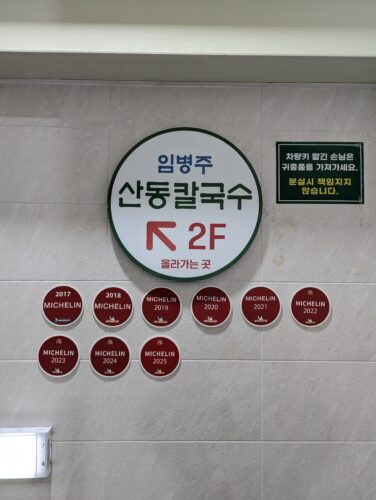 임병주
산동칼국수
2F
올라가는 곳
차량키 맡긴 손님은
귀중품을 가져가세요.
분실시 책임지지
않습니다.
2017
MICHELIN
2018
MICHELIN
MICHELIN
2019
MICHELIN
2020
MICHELIN
2021
MICHELIN
2022
MICHELIN
2023
MICHELIN
2024
MICHELIN
2025